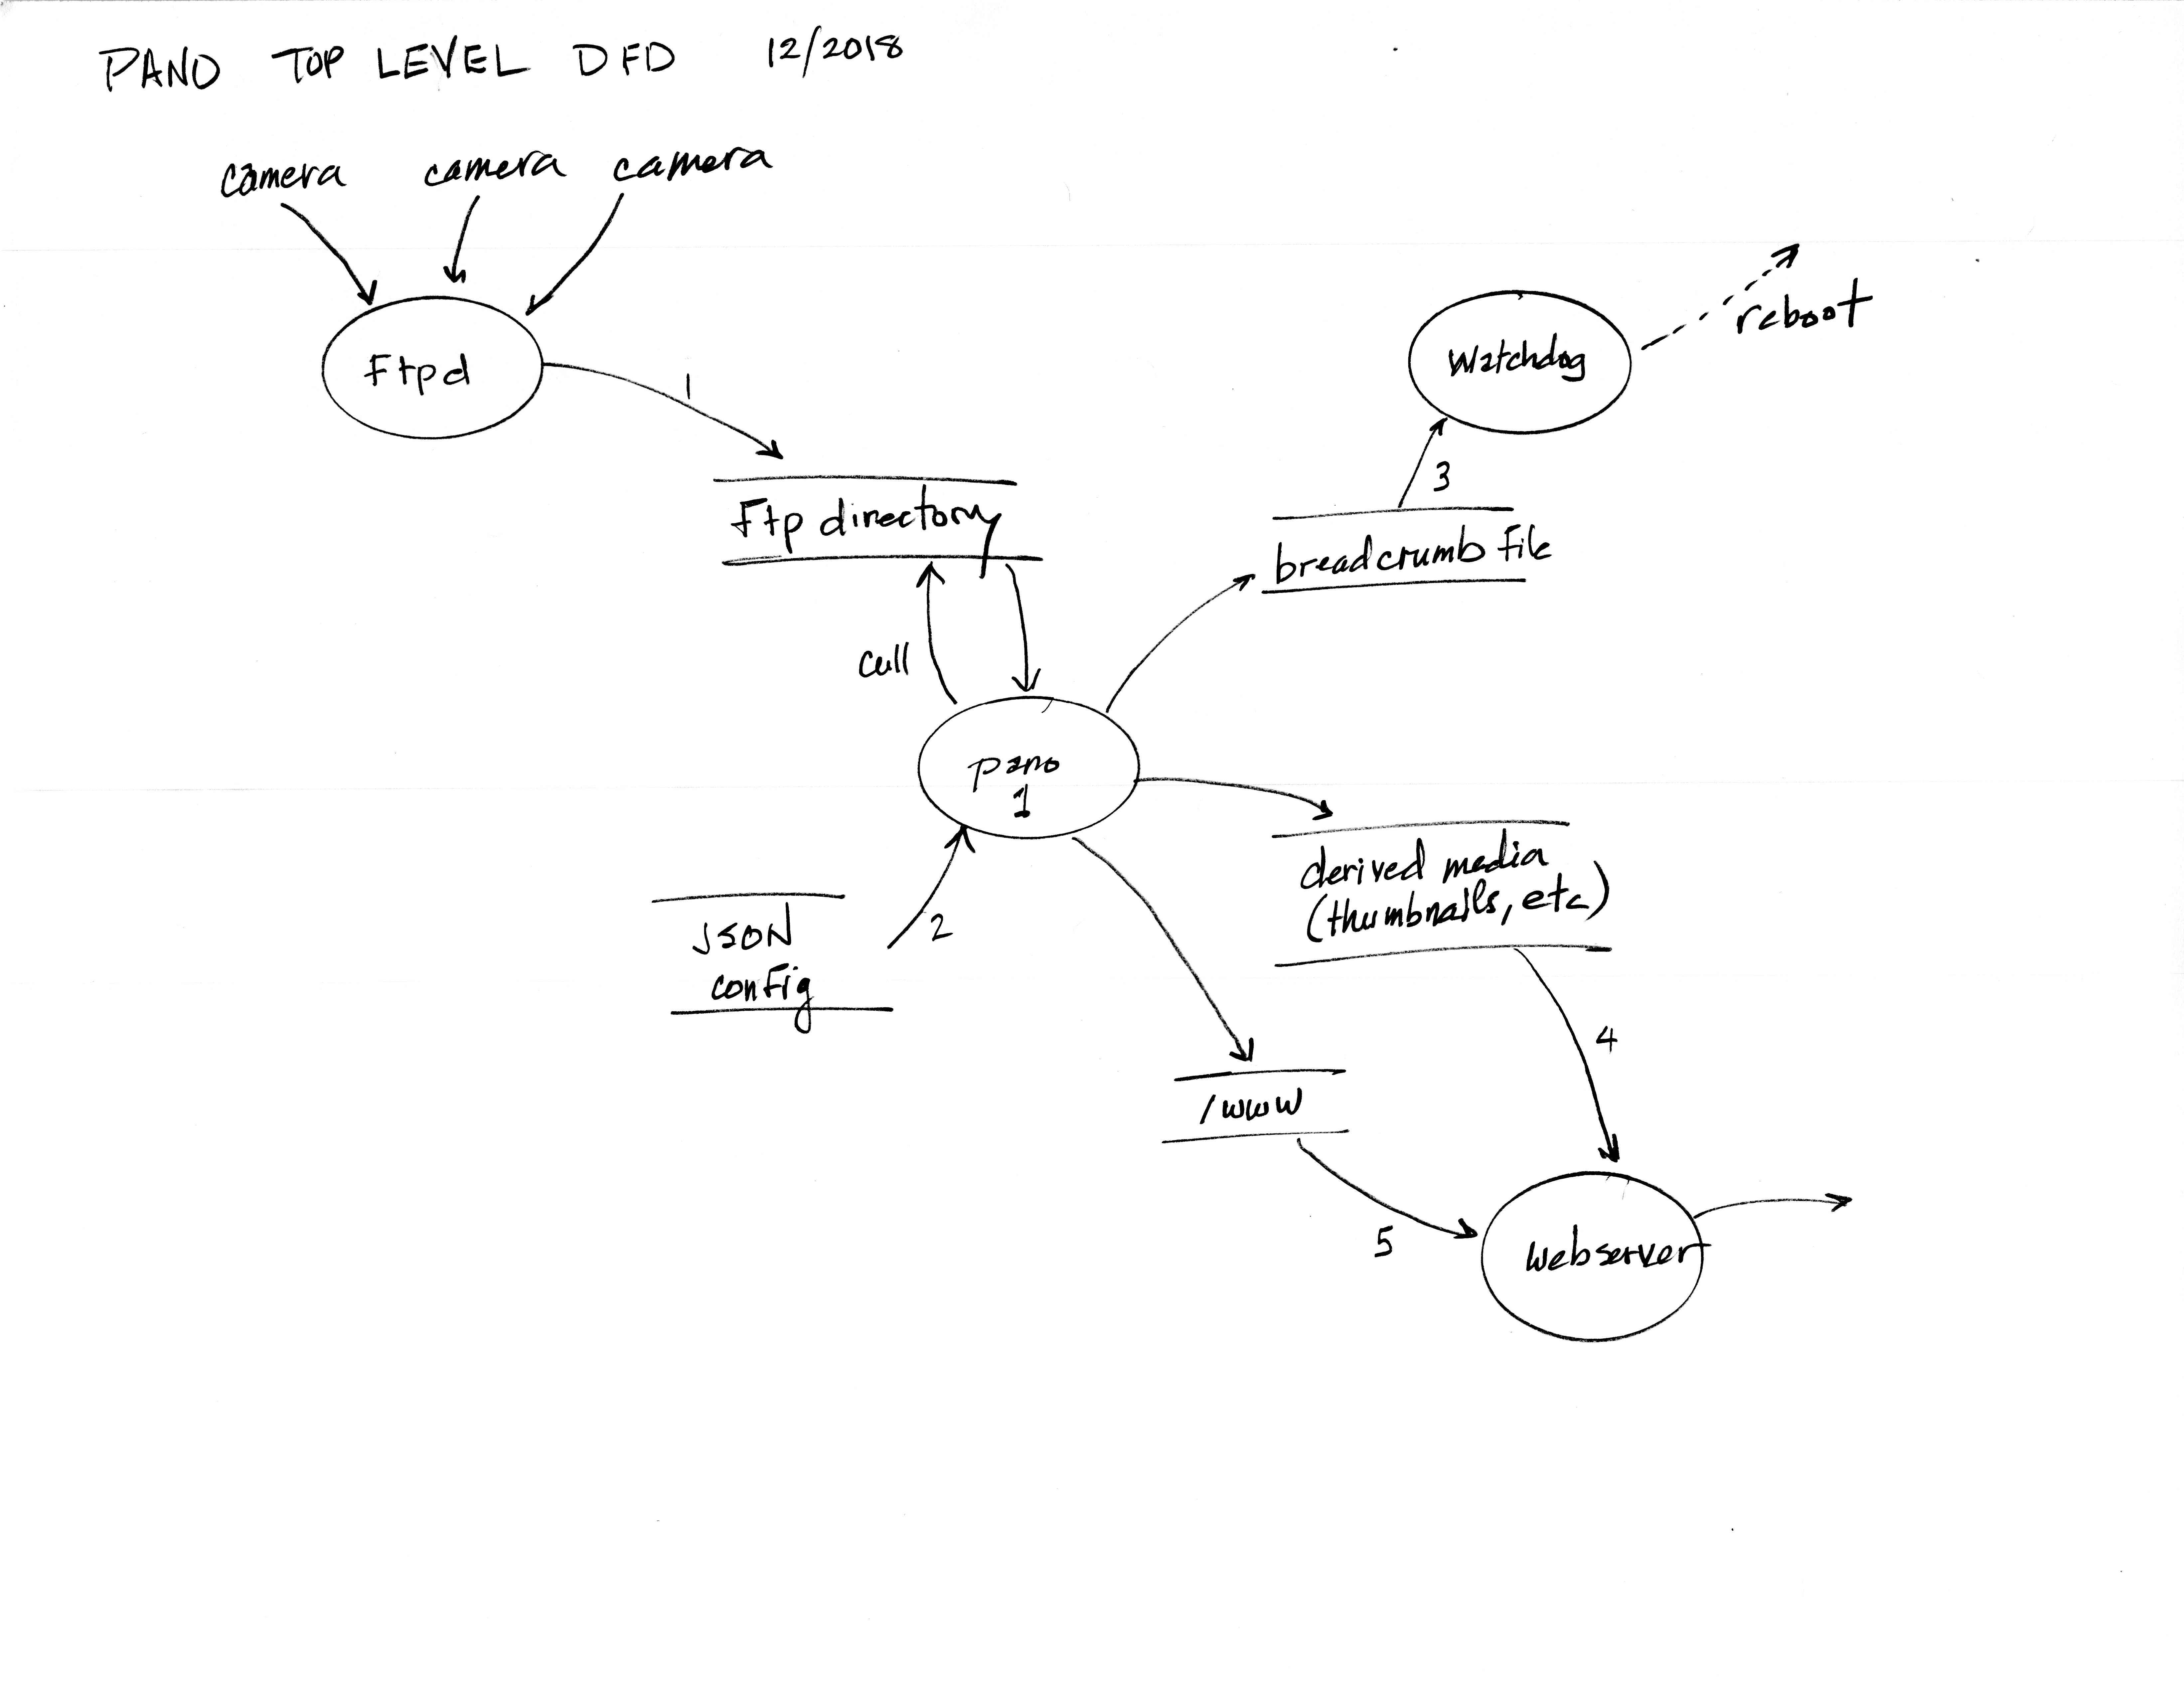 PANO TOP LEVEL DFD 12/2018
camera camera camera
Ftpd
1
Ftp directory
cull
Watchdog
reboot
3
breadcrumb file
pano
1
JSON
config
2
derived media
(thumbnails, etc)
4
/www
5
webserver